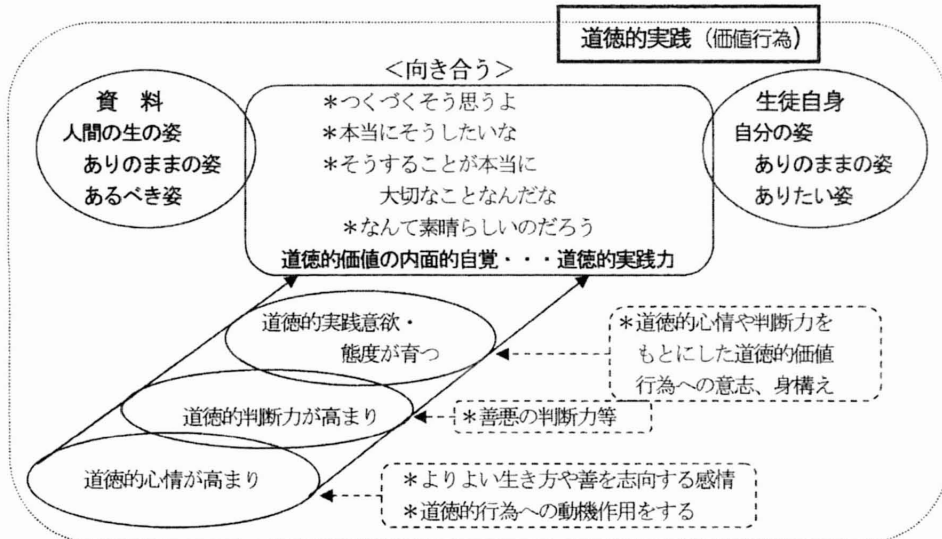 道徳的実践（価値行為）
＜向き合う＞
資　料
人間の生の姿
ありのままの姿
あるべき姿
＊つくづくそう思うよ
＊本当にそうしたいな
＊そうすることが本当に
大切なことなんだな
＊なんて素晴らしいのだろう
道徳的価値の内面的自覚・・・道徳的実践力
生徒自身
自分の姿
ありのままの姿
ありたい姿
道徳的実践意欲・
態度が育つ
＊道徳的心情や判断力を
もとにした道徳的価値
行為への意志、身構え
道徳的判断力が高まり
＊善悪の判断力等
道徳的心情が高まり
＊よりよい生き方や善を志向する感情
＊道徳的行為への動機作用をする